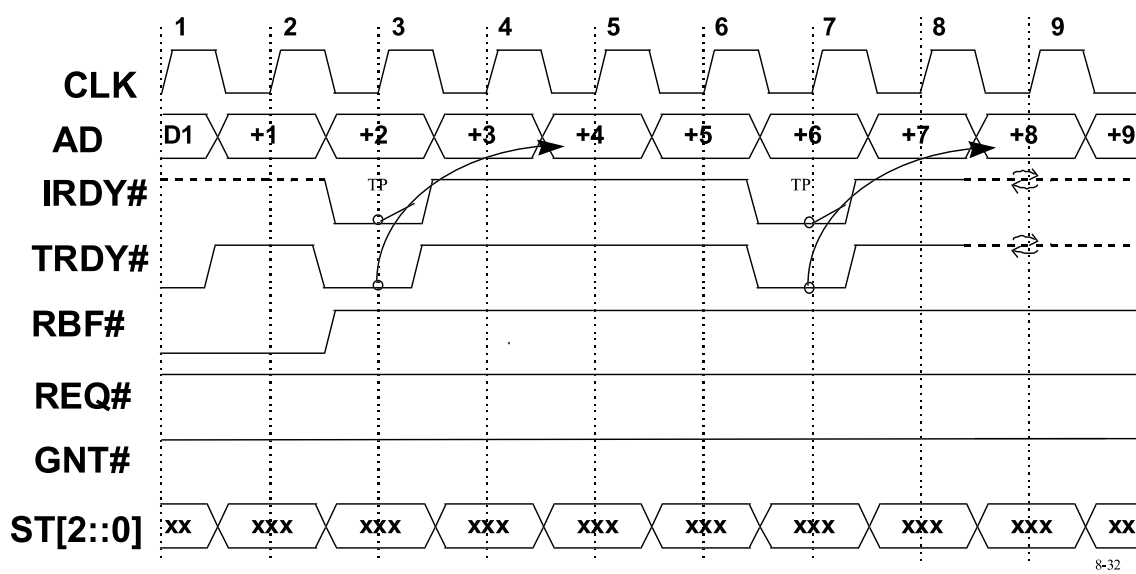 1 2 3 4 5 6 7 8 9
CLK
AD D1 +1 +2 +3 +4 +5 +6 +7 +8 +9
IRDY# TP TP
TRDY#
RBF#
REQ#
GNT#
ST[2::0] xx xxx xxx xxx xxx xxx xxx xxx xxx xx
8-32